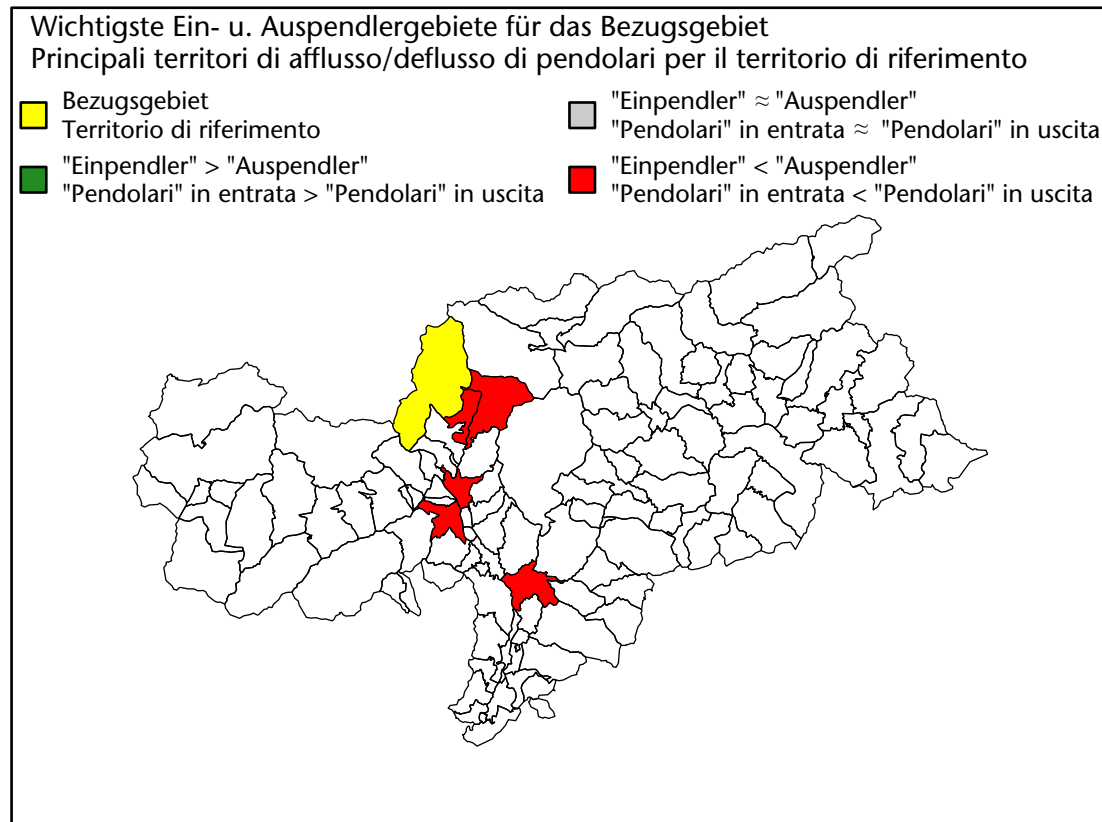 Wichtigste Ein- u. Auspendlergebiete für das Bezugsgebiet
Principali territori di afflusso/deflusso di pendolari per il territorio di riferimento
Bezugsgebiet
Territorio di riferimento
"Einpendler" ≈ "Auspendler"
"Pendolari" in entrata ≈ "Pendolari" in uscita
"Einpendler" > "Auspendler"
"Pendolari" in entrata > "Pendolari" in uscita
"Einpendler" < "Auspendler"
"Pendolari" in entrata < "Pendolari" in uscita